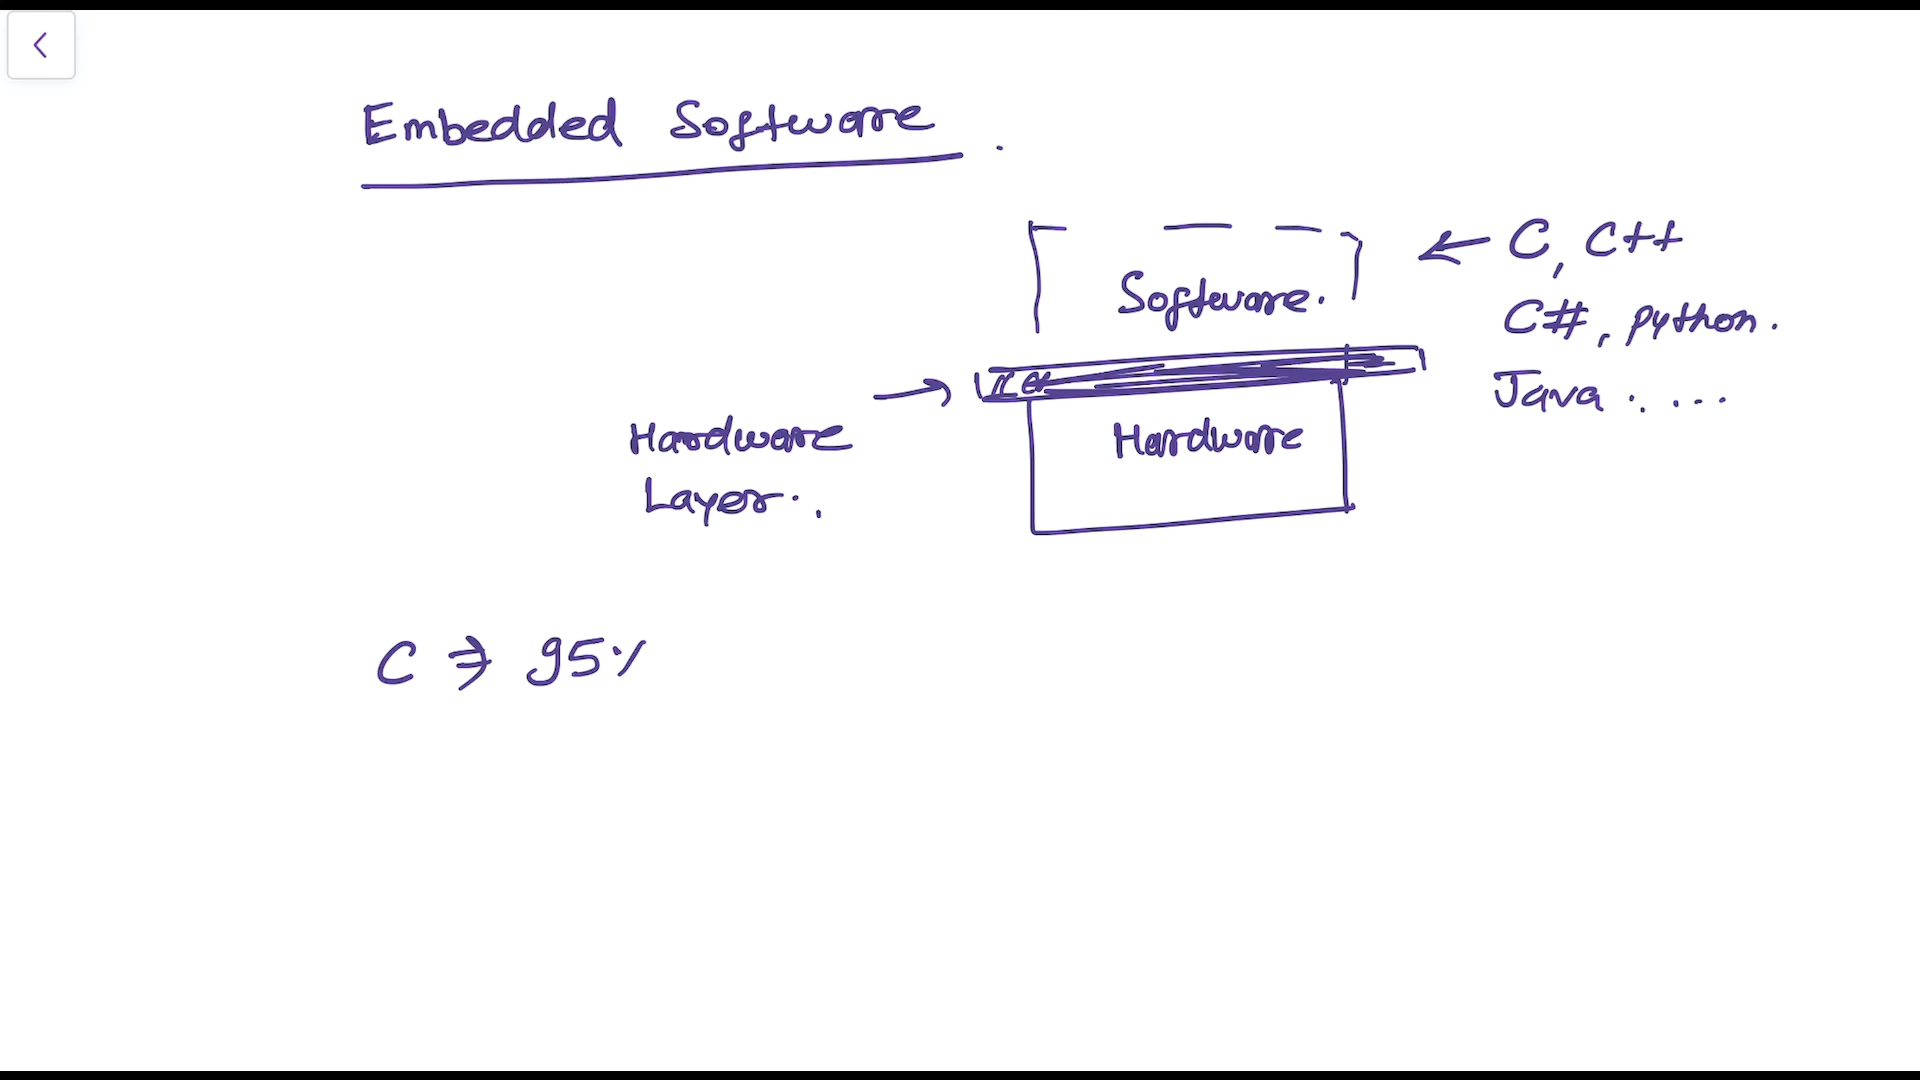 Embedded Software.
C, C++
Software.
C#, python.
Java . ....
Hardware
Layer..
Hardware
C ⇒ 95%